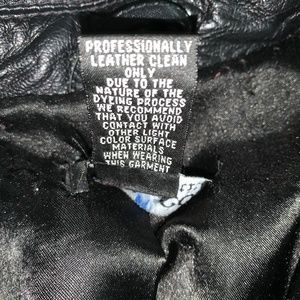 PROFESSIONALLY
LEATHER CLEAN
ONLY
DUE TO THE
NATURE OF THE
DYEING PROCESS
WE RECOMMEND
THAT YOU AVOID
CONTACT WITH
OTHER LIGHT
COLOR SURFACE
MATERIALS
WHEN WEARING
THIS GARMENT